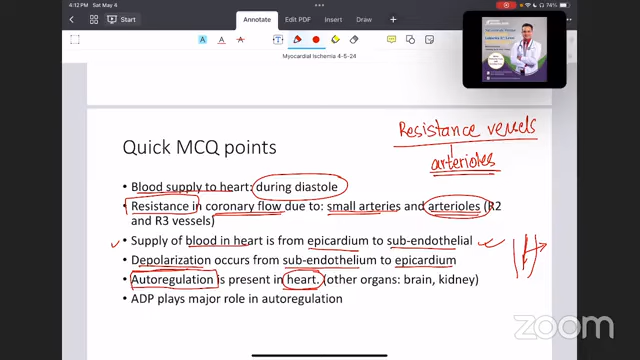 4:12 PM Sat May 4
74%
Start
Annotate
Edit PDF
Insert
Draw
Myocardial Ischemia 4-5-24
Resistance vessels
arterioles
Quick MCQ points
• Blood supply to heart: during diastole
• Resistance in coronary flow due to: small arteries and arterioles (R2
and R3 vessels)
• Supply of blood in heart is from epicardium to sub-endothelial
• Depolarization occurs from sub-endothelium to epicardium
• Autoregulation is present in heart. (other organs: brain, kidney)
• ADP plays major role in autoregulation
zoom